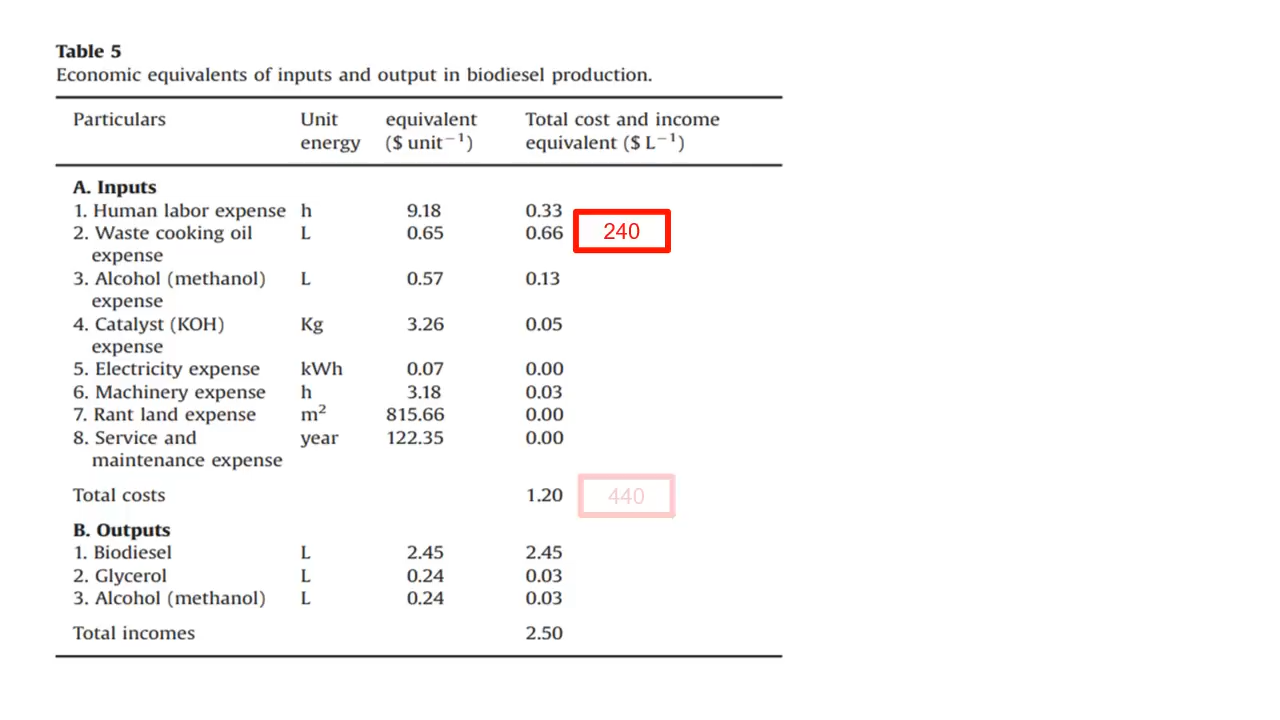 Table 5
Economic equivalents of inputs and output in biodiesel production.
Particulars Unit energy equivalent ($ unit⁻¹) Total cost and income equivalent ($ L⁻¹)
A. Inputs
1. Human labor expense h 9.18 0.33
2. Waste cooking oil expense L 0.65 0.66 240
3. Alcohol (methanol) expense L 0.57 0.13
4. Catalyst (KOH) expense Kg 3.26 0.05
5. Electricity expense kWh 0.07 0.00
6. Machinery expense h 3.18 0.03
7. Rant land expense m² 815.66 0.00
8. Service and maintenance expense year 122.35 0.00
Total costs 1.20 440
B. Outputs
1. Biodiesel L 2.45 2.45
2. Glycerol L 0.24 0.03
3. Alcohol (methanol) L 0.24 0.03
Total incomes 2.50